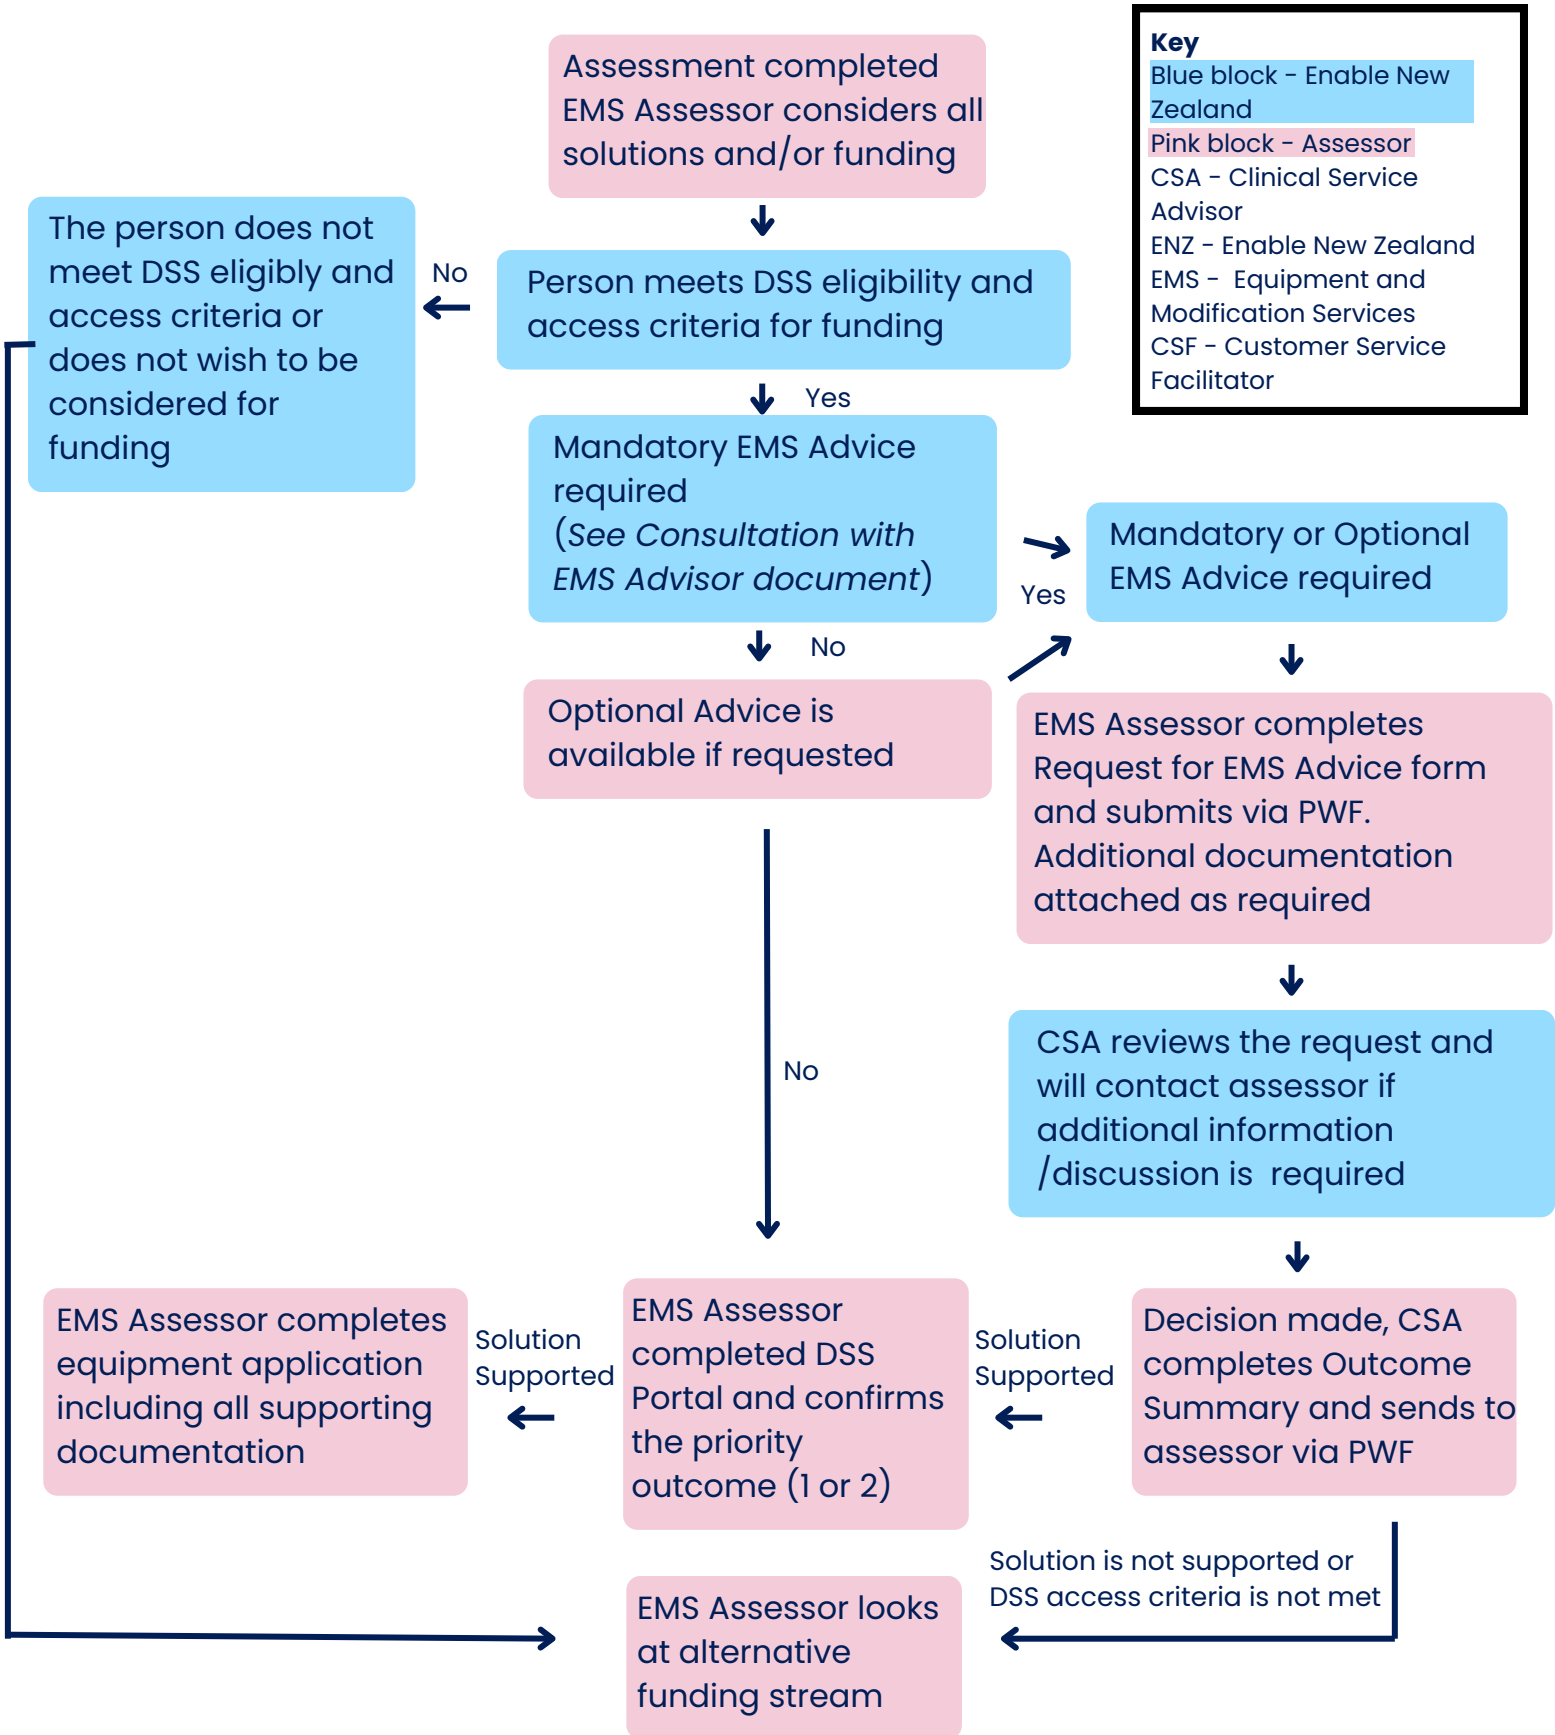 Assessment completed
EMS Assessor considers all
solutions and/or funding
Key
Blue block - Enable New
Zealand
Pink block - Assessor
CSA - Clinical Service
Advisor
ENZ - Enable New Zealand
EMS -  Equipment and
Modification Services
CSF - Customer Service
Facilitator
The person does not
meet DSS eligibly and
access criteria or
does not wish to be
considered for
funding
No
Person meets DSS eligibility and
access criteria for funding
Yes
Mandatory EMS Advice
required
(See Consultation with
EMS Advisor document)
Yes
Mandatory or Optional
EMS Advice required
No
Optional Advice is
available if requested
EMS Assessor completes
Request for EMS Advice form
and submits via PWF.
Additional documentation
attached as required
No
CSA reviews the request and
will contact assessor if
additional information
/discussion is  required
EMS Assessor completes
equipment application
including all supporting
documentation
Solution
Supported
EMS Assessor
completed DSS
Portal and confirms
the priority
outcome (1 or 2)
Solution
Supported
Decision made, CSA
completes Outcome
Summary and sends to
assessor via PWF
Solution is not supported or
DSS access criteria is not met
EMS Assessor looks
at alternative
funding stream